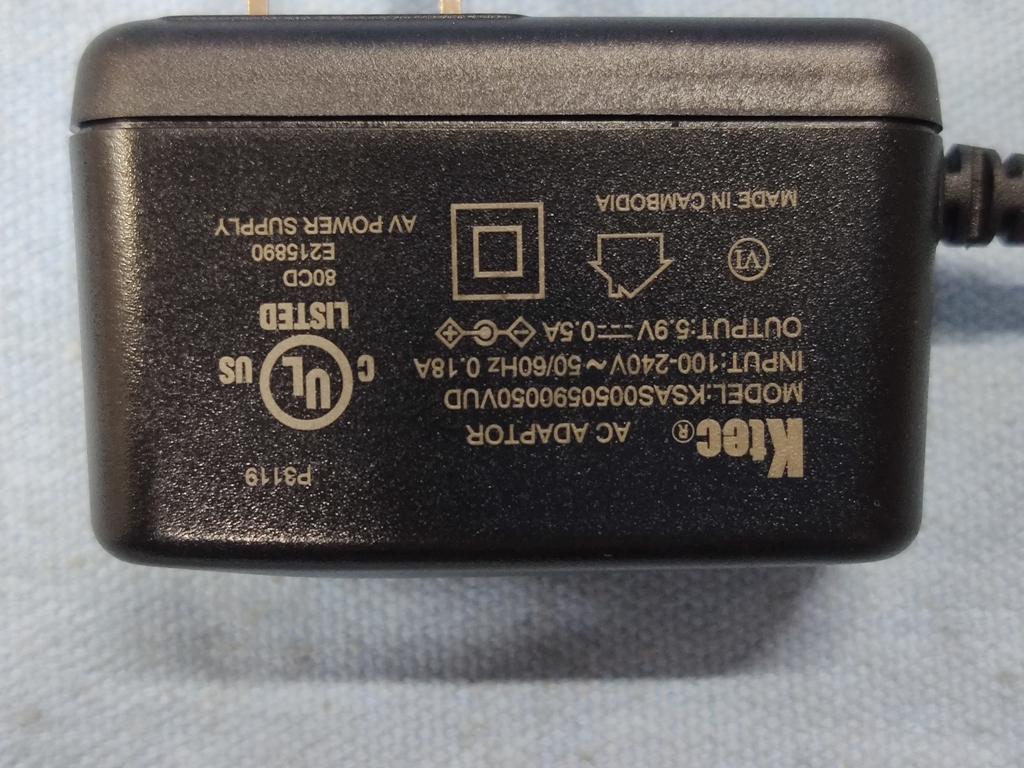 P3119
Ktec®
AC ADAPTOR
MODEL:KSAS0050590050VUD
INPUT:100-240V~50/60Hz 0.18A
OUTPUT:5.9V⎓0.5A
C UL US
LISTED
80CD
E215890
AV POWER SUPPLY
VI
MADE IN CAMBODIA